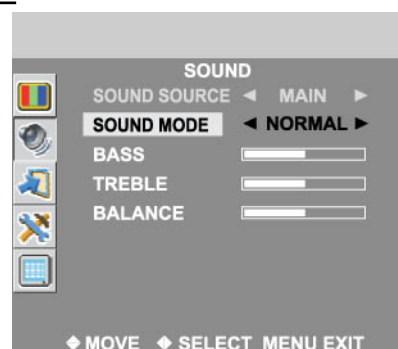 SOUND
SOUND SOURCE ◄ MAIN ►
SOUND MODE ◄ NORMAL ►
BASS
TREBLE
BALANCE
MOVE SELECT MENU EXIT